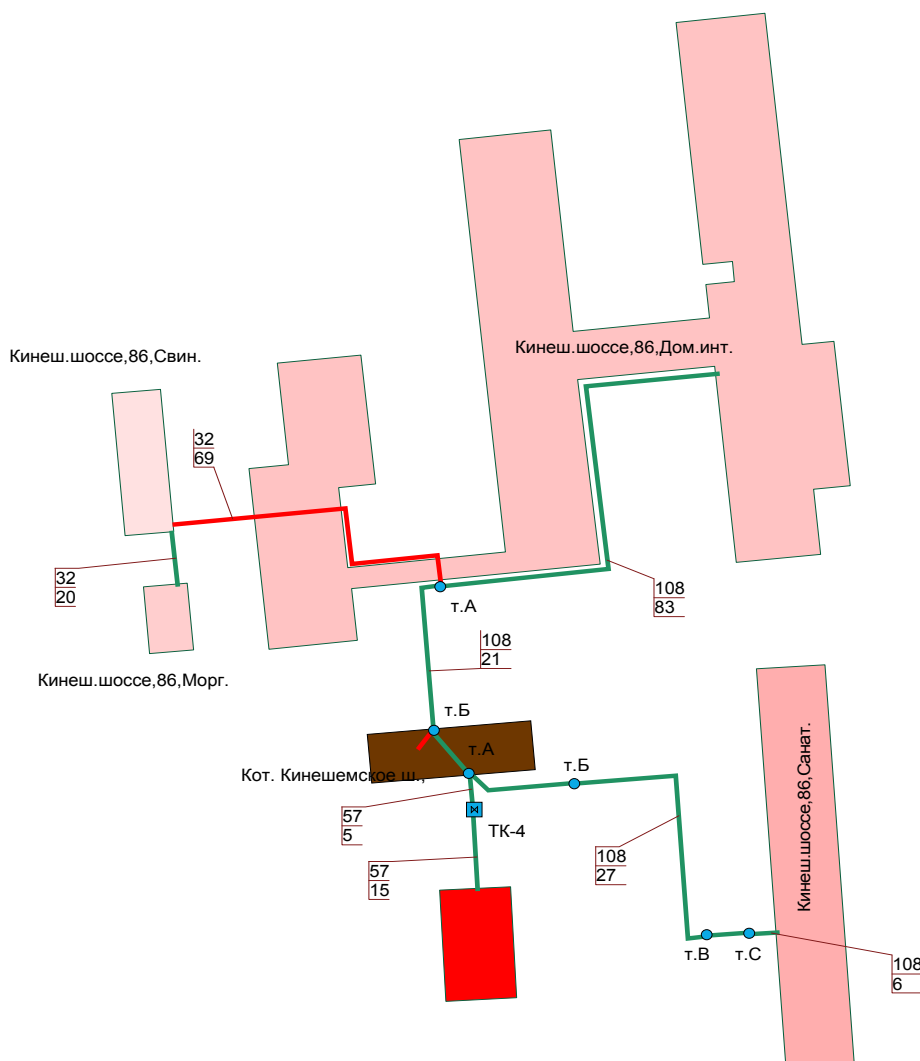 Кинеш.шоссе,86,Дом.инт.
Кинеш.шоссе,86,Свин.
32
69
32
20
108
83
т.А
108
21
Кинеш.шоссе,86,Морг.
т.Б
т.А
Кинеш.шоссе,86,Санат.
т.Б
Кот. Кинешемское ш.,
57
5
ТК-4
108
27
57
15
т.В
т.С
108
6